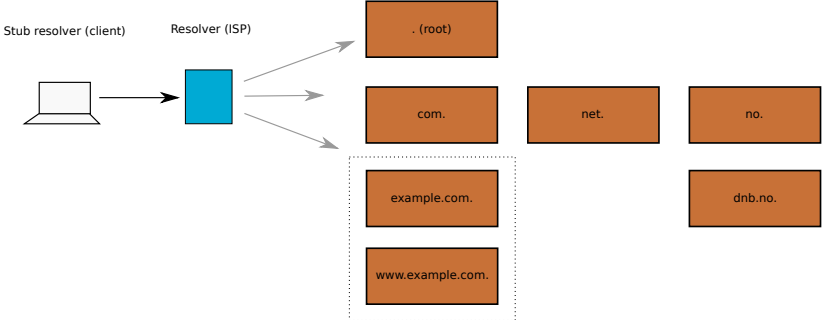 Stub resolver (client)
Resolver (ISP)
. (root)
com.
net.
no.
example.com.
dnb.no.
www.example.com.